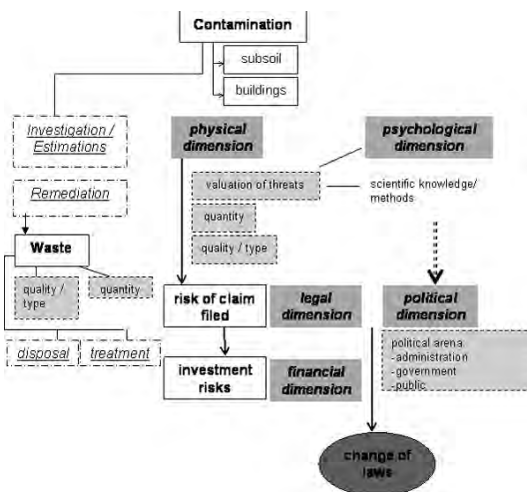 Contamination
subsoil
buildings
Investigation /
Estimations
physical
dimension
psychological
dimension
valuation of threats
scientific knowledge/
methods
Remediation
quantity
quality / type
Waste
quality /
type
quantity
risk of claim
filed
legal
dimension
political
dimension
political arena
-administration
-government
-public
disposal
treatment
investment
risks
financial
dimension
change of
laws